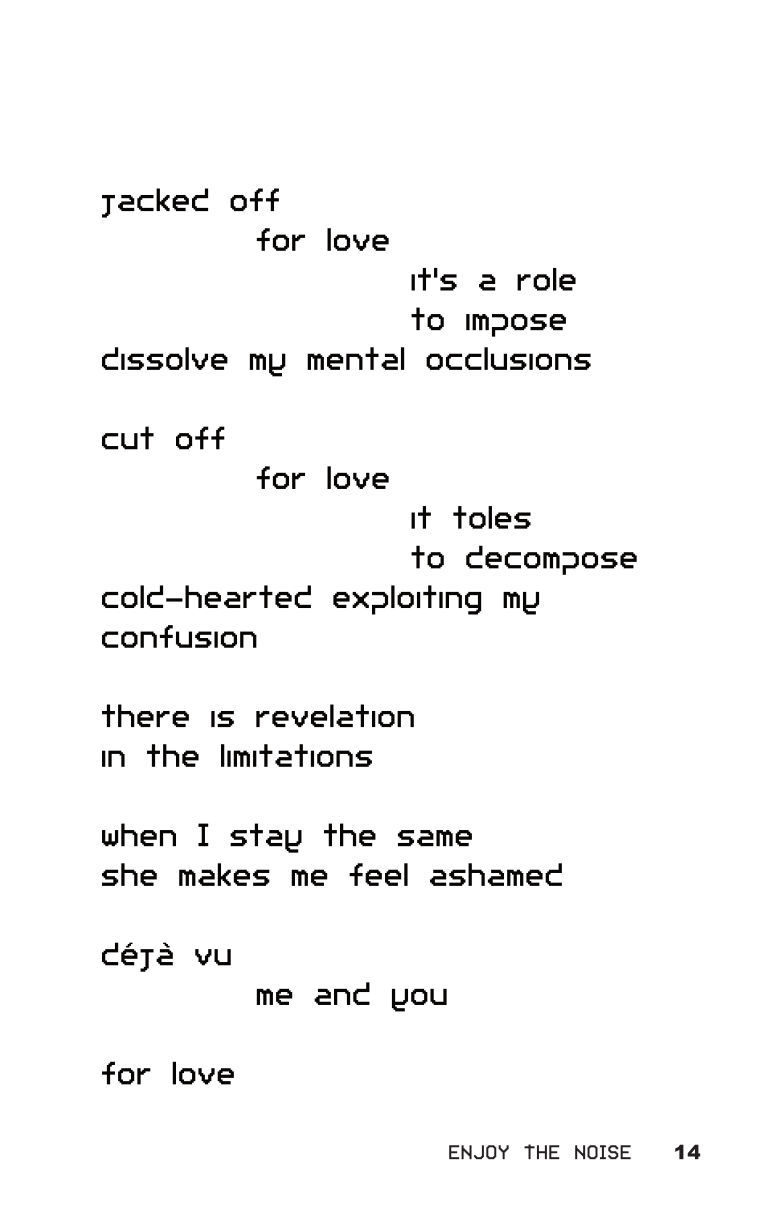 jacked off
for love
it's a role
to impose
dissolve my mental occlusions
cut off
for love
it toles
to decompose
cold-hearted exploiting my
confusion
there is revelation
in the limitations
when I stay the same
she makes me feel ashamed
déjà vu
me and you
for love
ENJOY THE NOISE 14